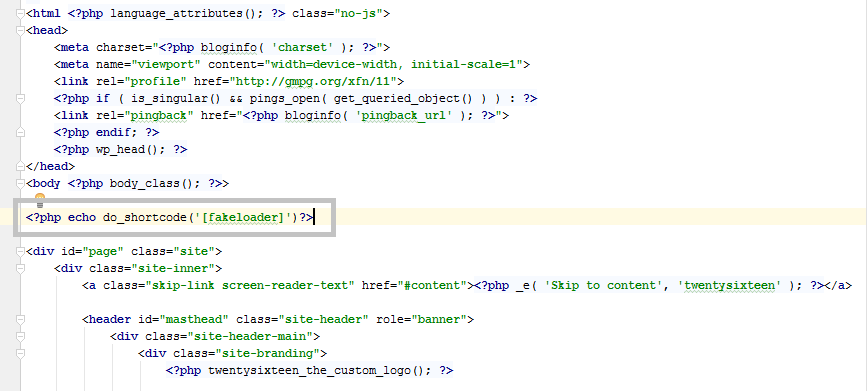 <html <?php language_attributes(); ?> class="no-js">
<head>
<meta charset="<?php bloginfo( 'charset' ); ?>">
<meta name="viewport" content="width=device-width, initial-scale=1">
<link rel="profile" href="http://gmpg.org/xfn/11">
<?php if ( is_singular() && pings_open( get_queried_object() ) ) : ?>
<link rel="pingback" href="<?php bloginfo( 'pingback_url' ); ?>">
<?php endif; ?>
<?php wp_head(); ?>
</head>
<body <?php body_class(); ?>>
<?php echo do_shortcode('[fakeloader]')?>
<div id="page" class="site">
<div class="site-inner">
<a class="skip-link screen-reader-text" href="#content"><?php _e( 'Skip to content', 'twentysixteen' ); ?></a>
<header id="masthead" class="site-header" role="banner">
<div class="site-header-main">
<div class="site-branding">
<?php twentysixteen_the_custom_logo(); ?>